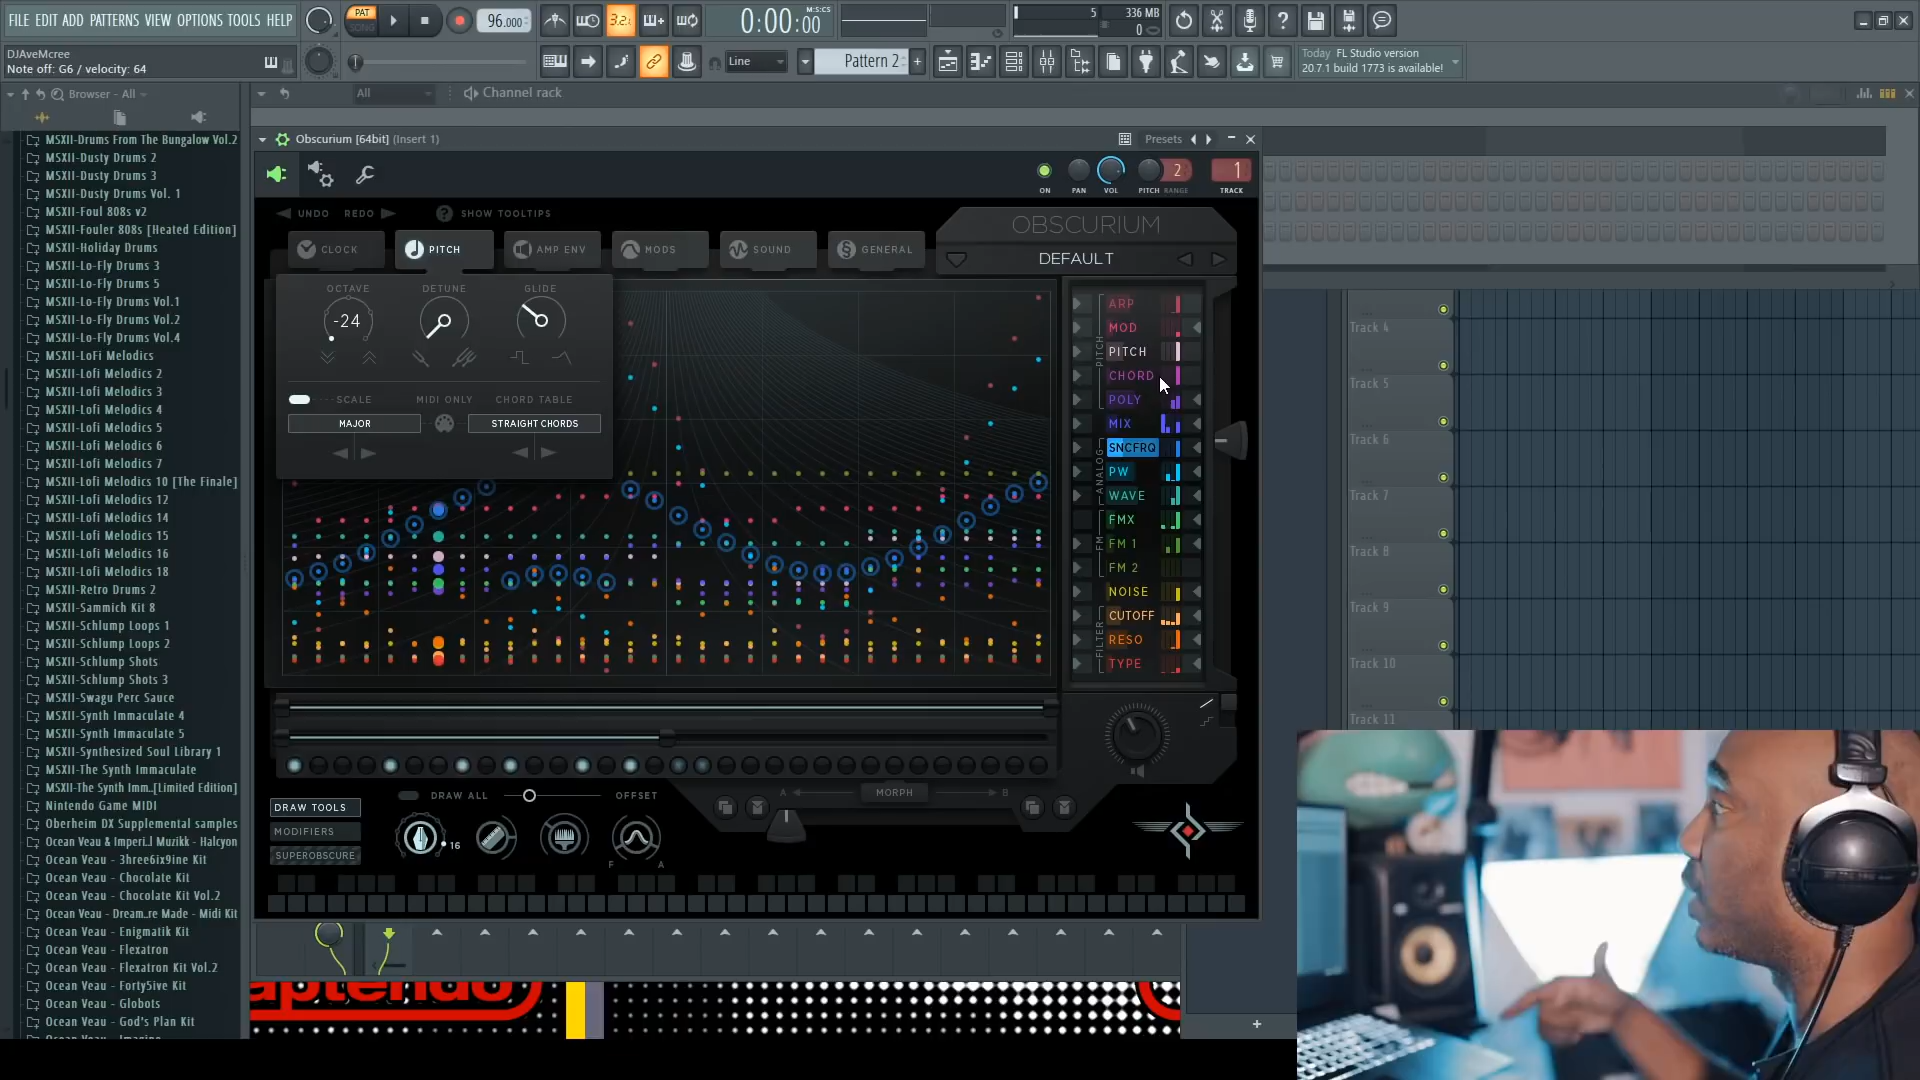 FILE EDIT ADD PATTERNS VIEW OPTIONS TOOLS HELP
PAT
SONG
96.000
3.2.
0:00:00
M:S:CS
5
336 MB
0
DJAveMcree
Note off: G6 / velocity: 64
Line
Pattern 2
Today FL Studio version
20.7.1 build 1773 is available!
Browser - All
All
Channel rack
MSXII-Drums From The Bungalow Vol.2
MSXII-Dusty Drums 2
MSXII-Dusty Drums 3
MSXII-Dusty Drums Vol. 1
MSXII-Foul 808s v2
MSXII-Fouler 808s [Heated Edition]
MSXII-Holiday Drums
MSXII-Lo-Fly Drums 3
MSXII-Lo-Fly Drums 5
MSXII-Lo-Fly Drums Vol.1
MSXII-Lo-Fly Drums Vol.2
MSXII-Lo-Fly Drums Vol.4
MSXII-LoFi Melodics
MSXII-Lofi Melodics 2
MSXII-Lofi Melodics 3
MSXII-Lofi Melodics 4
MSXII-Lofi Melodics 5
MSXII-Lofi Melodics 6
MSXII-Lofi Melodics 7
MSXII-Lofi Melodics 10 [The Finale]
MSXII-Lofi Melodics 12
MSXII-Lofi Melodics 14
MSXII-Lofi Melodics 15
MSXII-Lofi Melodics 16
MSXII-Lofi Melodics 18
MSXII-Retro Drums 2
MSXII-Sammich Kit 8
MSXII-Schlump Loops 1
MSXII-Schlump Loops 2
MSXII-Schlump Shots
MSXII-Schlump Shots 3
MSXII-Swagu Perc Sauce
MSXII-Synth Immaculate 4
MSXII-Synth Immaculate 5
MSXII-Synthesized Soul Library 1
MSXII-The Synth Immaculate
MSXII-The Synth Imm..[Limited Edition]
Nintendo Game MIDI
Oberheim DX Supplemental samples
Ocean Veau & Imperi..l Muzikk - Halcyon
Ocean Veau - 3hree6ix9ine Kit
Ocean Veau - Chocolate Kit
Ocean Veau - Chocolate Kit Vol.2
Ocean Veau - Dream..re Made - Midi Kit
Ocean Veau - Enigmatik Kit
Ocean Veau - Flexatron
Ocean Veau - Flexatron Kit Vol.2
Ocean Veau - Forty5ive Kit
Ocean Veau - Globots
Ocean Veau - God's Plan Kit
Obscurium [64bit] (Insert 1)
Presets
2
1
ON
PAN
VOL
PITCH
RANGE
TRACK
UNDO
REDO
? SHOW TOOLTIPS
OBSCURIUM
CLOCK
PITCH
AMP ENV
MODS
SOUND
GENERAL
DEFAULT
OCTAVE
DETUNE
GLIDE
-24
SCALE
MIDI ONLY
CHORD TABLE
MAJOR
STRAIGHT CHORDS
PITCH
ANALOG
FM
FILTER
ARP
MOD
PITCH
CHORD
POLY
MIX
SNCFRQ
PW
WAVE
FMX
FM 1
FM 2
NOISE
CUTOFF
RESO
TYPE
DRAW ALL
OFFSET
A
MORPH
B
DRAW TOOLS
MODIFIERS
SUPEROBSCURE
16
F
A
Track 4
Track 5
Track 6
Track 7
Track 8
Track 9
Track 10
Track 11
aptendo